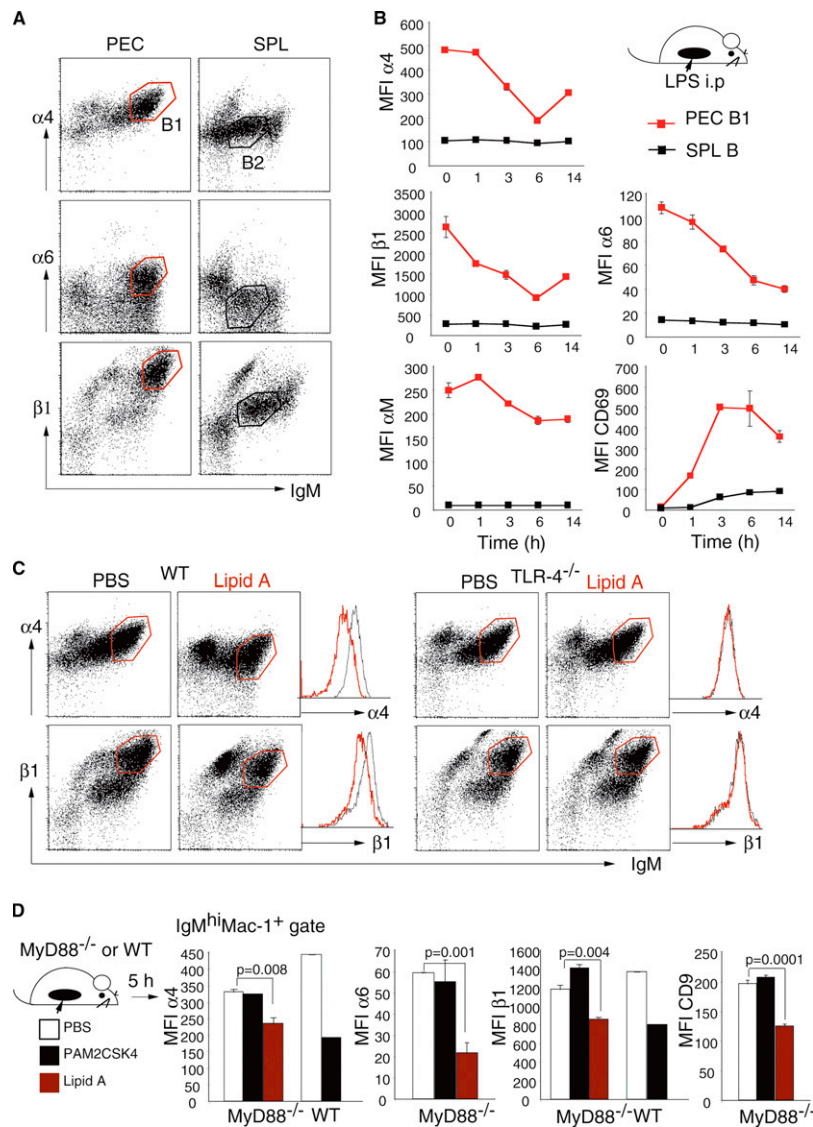 A
PEC SPL
α4
B1
B2
α6
β1
IgM
B
MFI α4
600
500
400
300
200
100
0
0 1 3 6 14
LPS i.p
PEC B1
SPL B
MFI β1
3500
3000
2500
2000
1500
1000
500
0
0 1 3 6 14
MFI α6
120
100
80
60
40
20
0
0 1 3 6 14
MFI αM
300
250
200
150
100
50
0
0 1 3 6 14
Time (h)
MFI CD69
700
600
500
400
300
200
100
0
0 1 3 6 14
Time (h)
C
PBS WT Lipid A
PBS TLR-4-/- Lipid A
α4
α4
α4
β1
β1
β1
IgM
D
IgMhiMac-1+ gate
MyD88-/- or WT
5 h
PBS
PAM2CSK4
Lipid A
MFI α4
450
400
350
300
250
200
150
100
50
0
p=0.008
MyD88-/- WT
MFI α6
70
60
50
40
30
20
10
0
p=0.001
MyD88-/-
MFI β1
1600
1400
1200
1000
800
600
400
200
0
p=0.004
MyD88-/- WT
MFI CD9
250
200
150
100
50
0
p=0.0001
MyD88-/-